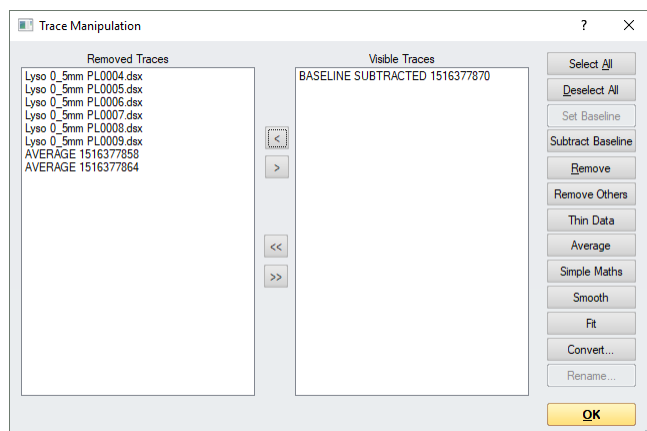 Trace Manipulation
?
Removed Traces
Lyso 0_5mm PL0004.dsx
Lyso 0_5mm PL0005.dsx
Lyso 0_5mm PL0006.dsx
Lyso 0_5mm PL0007.dsx
Lyso 0_5mm PL0008.dsx
Lyso 0_5mm PL0009.dsx
AVERAGE 1516377858
AVERAGE 1516377864
<
>
<<
>>
Visible Traces
BASELINE SUBTRACTED 1516377870
Select All
Deselect All
Set Baseline
Subtract Baseline
Remove
Remove Others
Thin Data
Average
Simple Maths
Smooth
Fit
Convert...
Rename...
OK